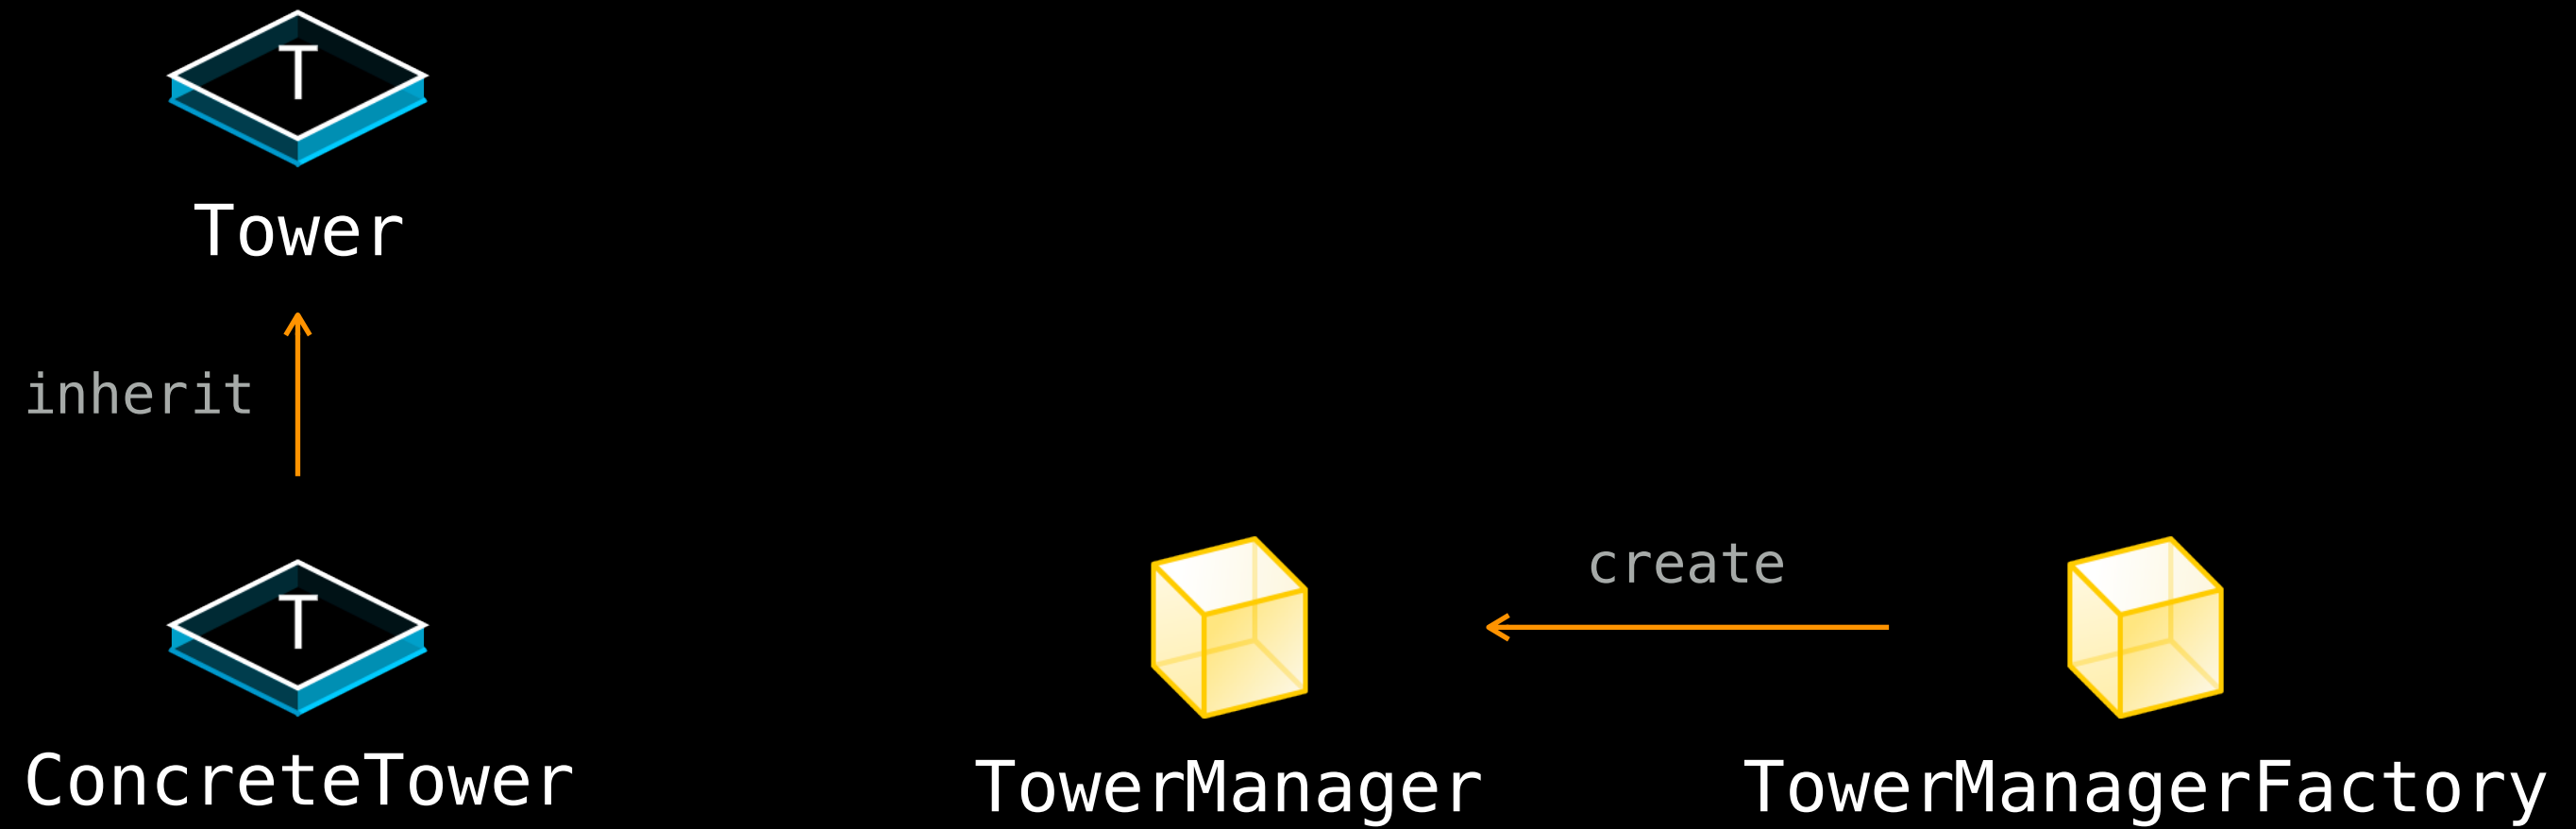 T
Tower
inherit
T
create
ConcreteTower
TowerManager
TowerManagerFactory